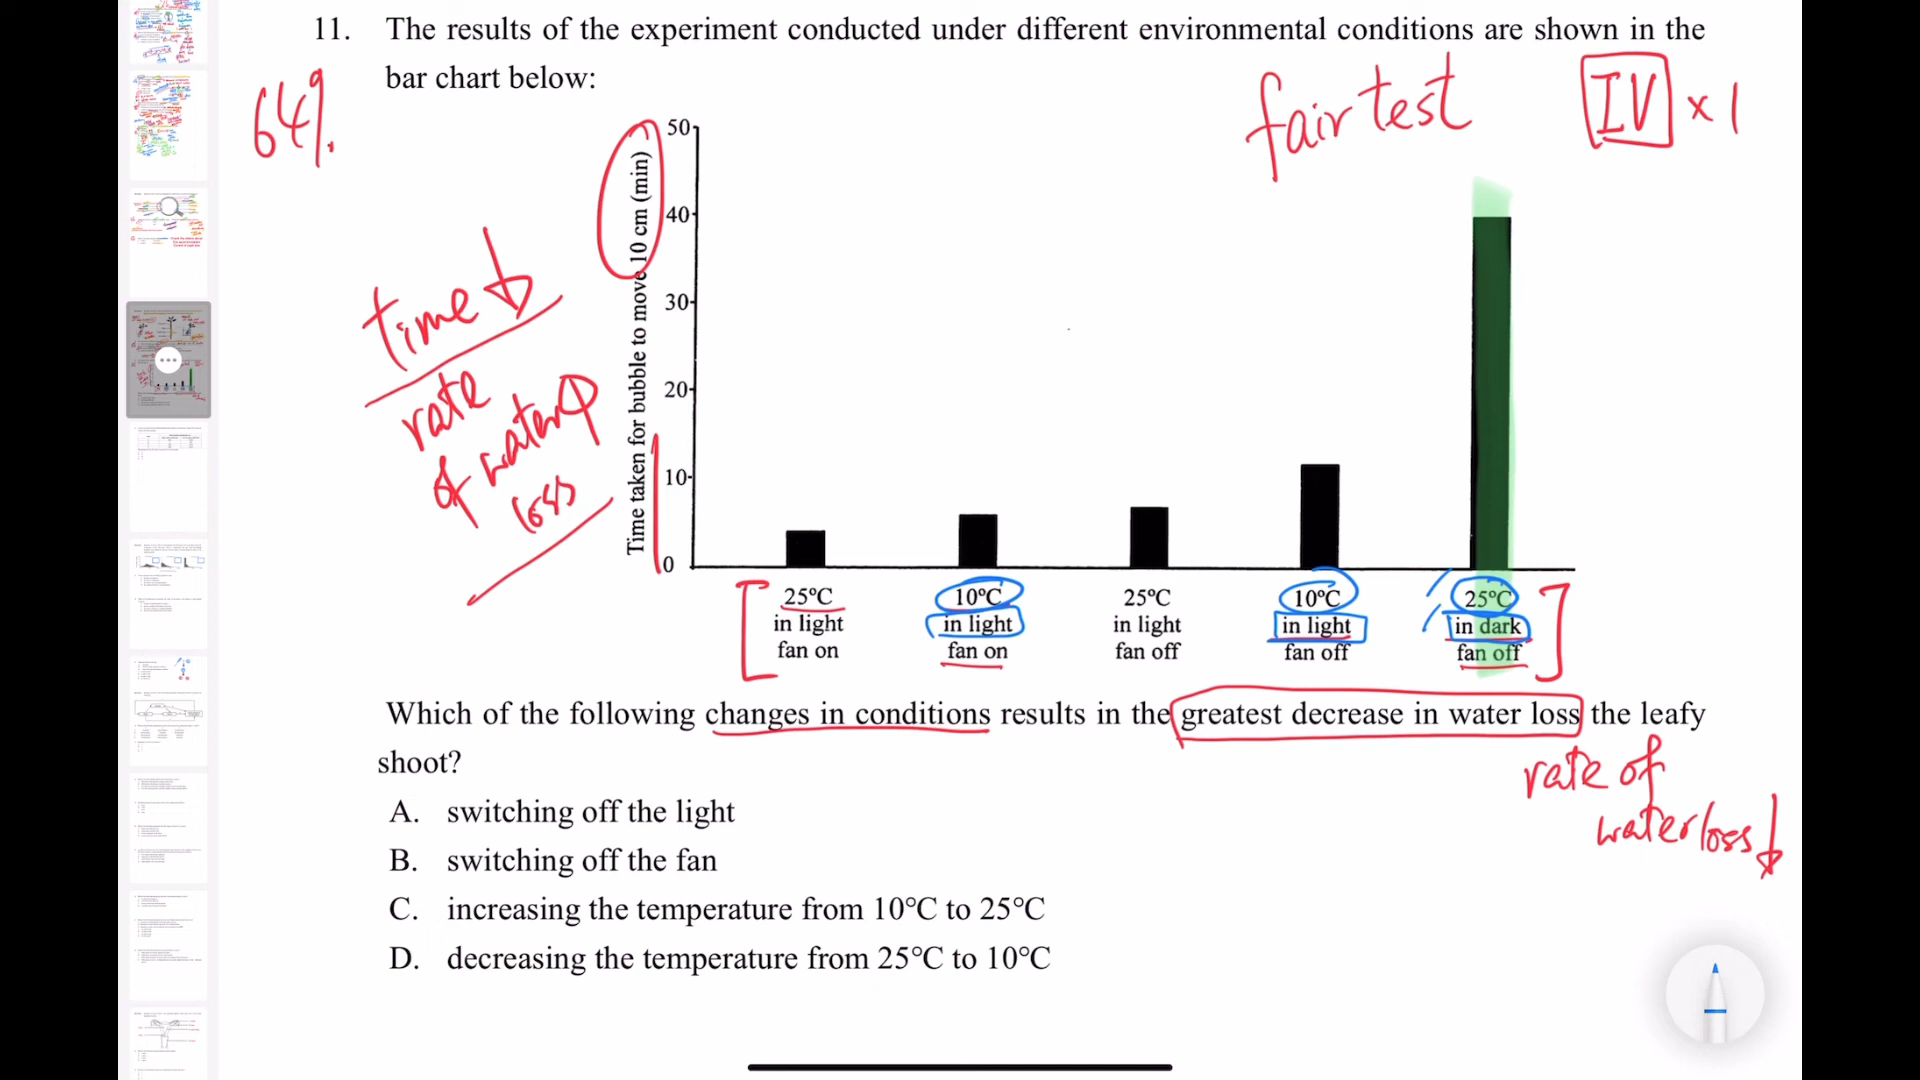 11. The results of the experiment conducted under different environmental conditions are shown in the
bar chart below:
64%
fair test
IV × 1
50
40
30
20
10
0
Time taken for bubble to move 10 cm (min)
time ↓
rate
of water ↑
loss
25°C
in light
fan on
10°C
in light
fan on
25°C
in light
fan off
10°C
in light
fan off
25°C
in dark
fan off
Which of the following changes in conditions results in the greatest decrease in water loss the leafy
shoot?
rate of
water loss ↓
A. switching off the light
B. switching off the fan
C. increasing the temperature from 10°C to 25°C
D. decreasing the temperature from 25°C to 10°C